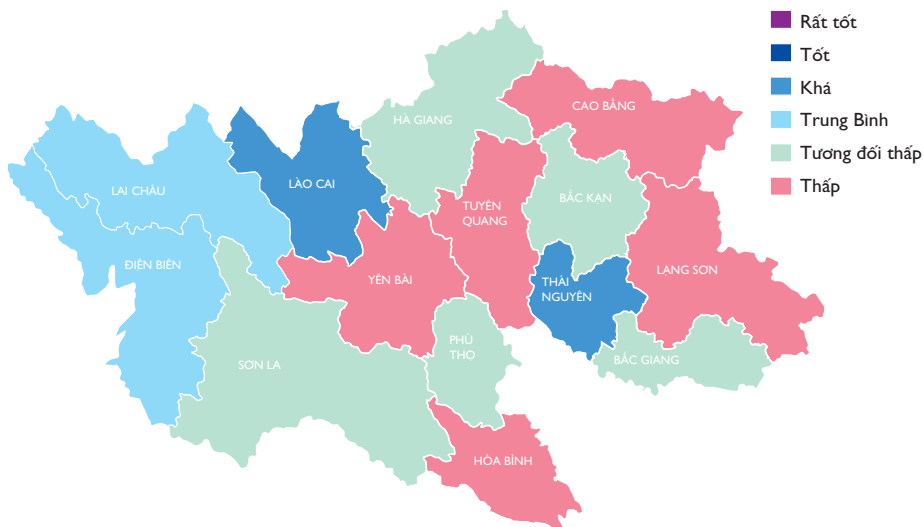 Rất tốt
Tốt
Khá
Trung Bình
Tương đối thấp
Thấp
HÀ GIANG
CAO BẰNG
LAI CHÂU
LÀO CAI
TUYÊN
QUANG
BẮC KẠN
ĐIỆN BIÊN
YÊN BÁI
THÁI
NGUYÊN
LẠNG SƠN
SƠN LA
PHÚ
THỌ
BẮC GIANG
HÒA BÌNH